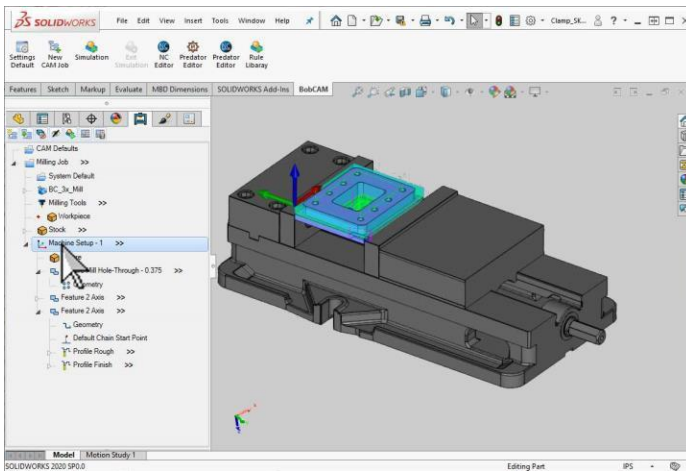 SOLIDWORKS File Edit View Insert Tools Window Help Clamp_SK... ?
Settings Default New CAM Job Simulation Exit Simulation NC Editor Predator Editor Predator Editor Rule Libaray
Features Sketch Markup Evaluate MBD Dimensions SOLIDWORKS Add-Ins BobCAM
CAM Defaults
Milling Job >>
System Default
BC_3x_Mill
Milling Tools >>
Workpiece
Stock >>
Machine Setup - 1 >>
Mill Hole-Through - 0.375 >>
Feature 2 Axis >>
Feature 2 Axis >>
Geometry
Default Chain Start Point
Profile Rough >>
Profile Finish >>
Model Motion Study 1
SOLIDWORKS 2020 SP0.0 Editing Part IPS